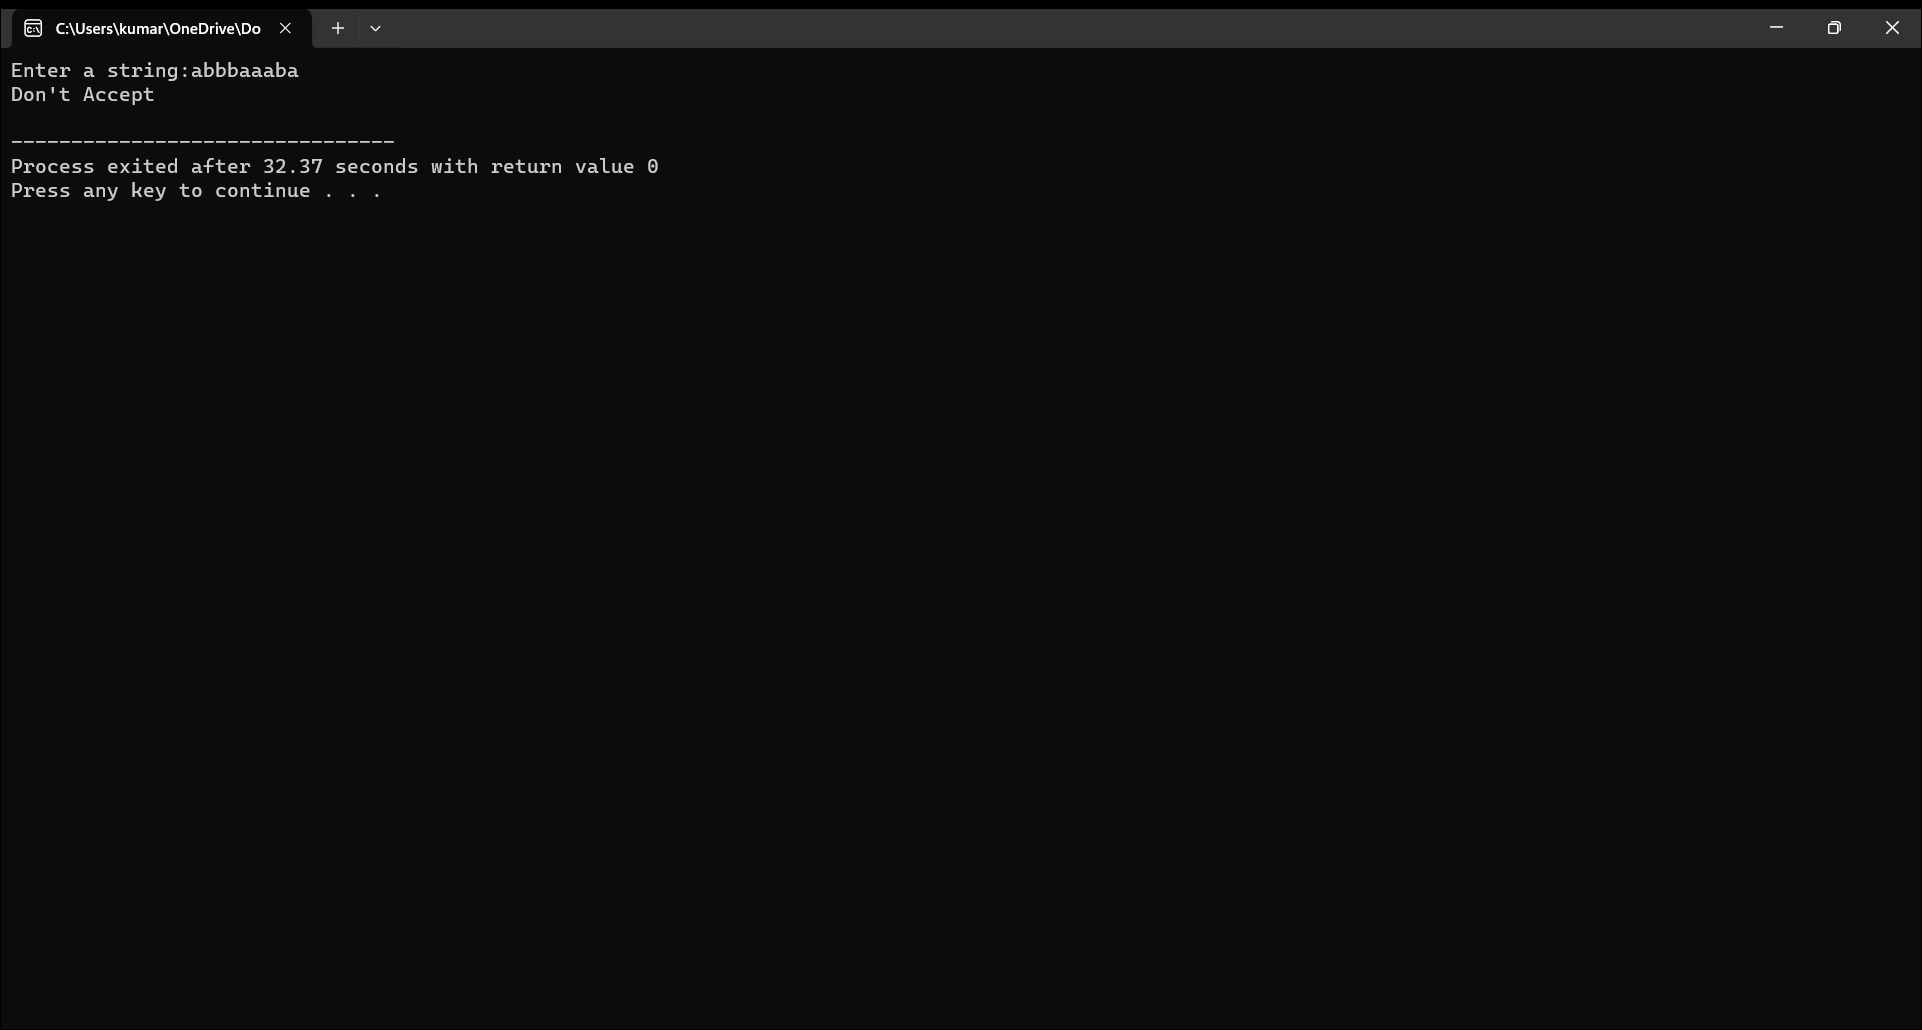 C:\Users\kumar\OneDrive\Do
Enter a string:abbbaaaba
Don't Accept
--------------------------------
Process exited after 32.37 seconds with return value 0
Press any key to continue . . .